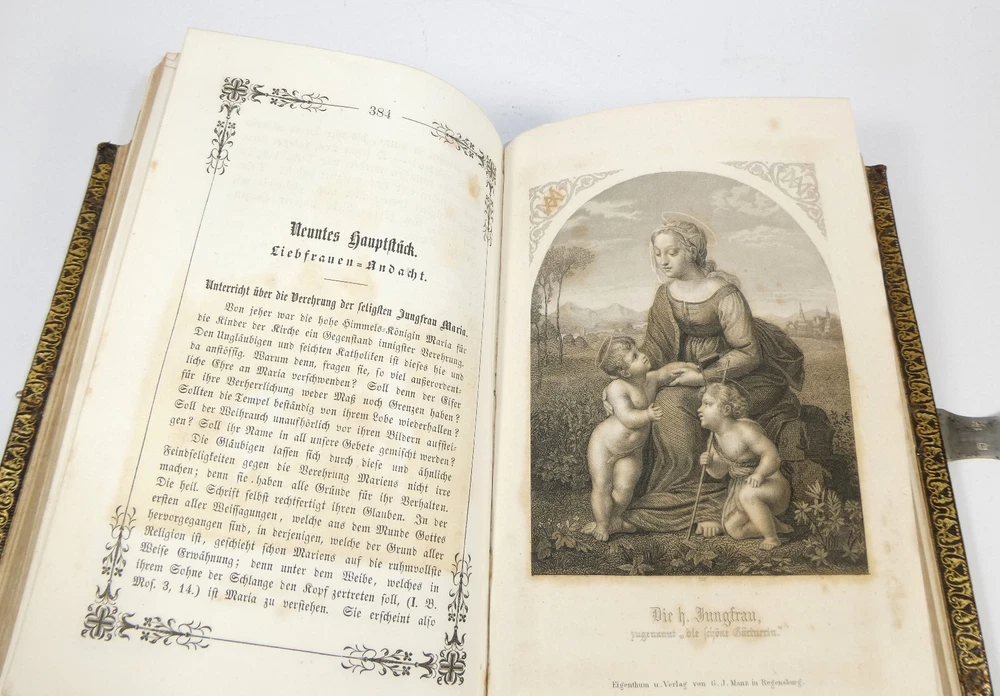 384
Neuntes Hauptstück.
Liebfrauen=Andacht.
Unterricht über die Verehrung der seligsten Jungfrau Maria.
Von jeher war die hohe Himmels-Königin Maria für
die Kinder der Kirche ein Gegenstand innigster Verehrung.
Den Ungläubigen und seichten Katholiken ist dieses hie und
da anstößig. Warum denn, fragen sie, so viel außerordent-
liche Ehre an Maria verschwenden? Soll denn der Eifer
für ihre Verherrlichung weder Maß noch Grenzen haben?
Sollten die Tempel beständig von ihrem Lobe wiederhallen?
Soll der Weihrauch unaufhörlich vor ihren Bildern aufstei-
gen? Soll ihr Name in all unsere Gebete gemischt werden?
Die Gläubigen lassen sich durch diese und ähnliche
Feindseligkeiten gegen die Verehrung Mariens nicht irre
machen; denn sie haben alle Gründe für ihr Verhalten.
Die heil. Schrift selbst rechtfertigt ihren Glauben. In der
ersten aller Weissagungen, welche aus dem Munde Gottes
hervorgegangen sind, in derjenigen, welche der Grund aller
Religion ist, geschieht schon Mariens auf die ruhmvollste
Weise Erwähnung; denn unter dem Weibe, welches in
ihrem Sohne der Schlange den Kopf zertreten soll, (I. B.
Mos. 3, 14.) ist Maria zu verstehen. Sie erscheint also
Die h. Jungfrau,
zugenannt „die schöne Gärtnerin."
Eigenthum u. Verlag von G. J. Manz in Regensburg.